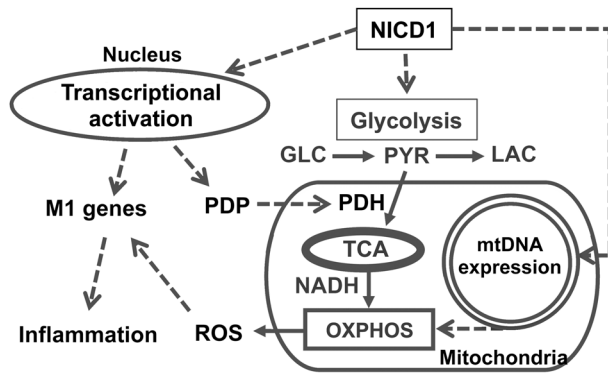 NICD1
Nucleus
Transcriptional
activation
Glycolysis
GLC PYR LAC
M1 genes PDP PDH
TCA
mtDNA
expression
NADH
Inflammation ROS OXPHOS
Mitochondria